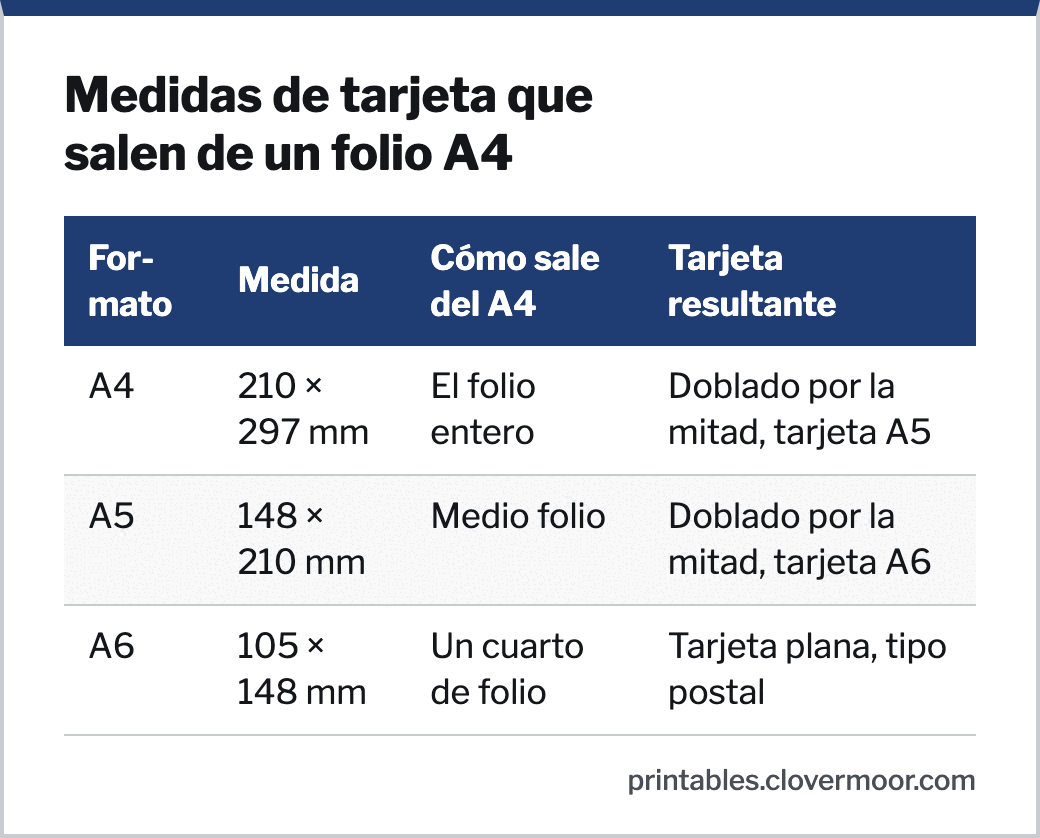 Medidas de tarjeta que
salen de un folio A4
For-
mato
Medida
Cómo sale
del A4
Tarjeta
resultante
A4
210 ×
297 mm
El folio
entero
Doblado por la
mitad, tarjeta A5
A5
148 ×
210 mm
Medio folio
Doblado por la
mitad, tarjeta A6
A6
105 ×
148 mm
Un cuarto
de folio
Tarjeta plana, tipo
postal
printables.clovermoor.com